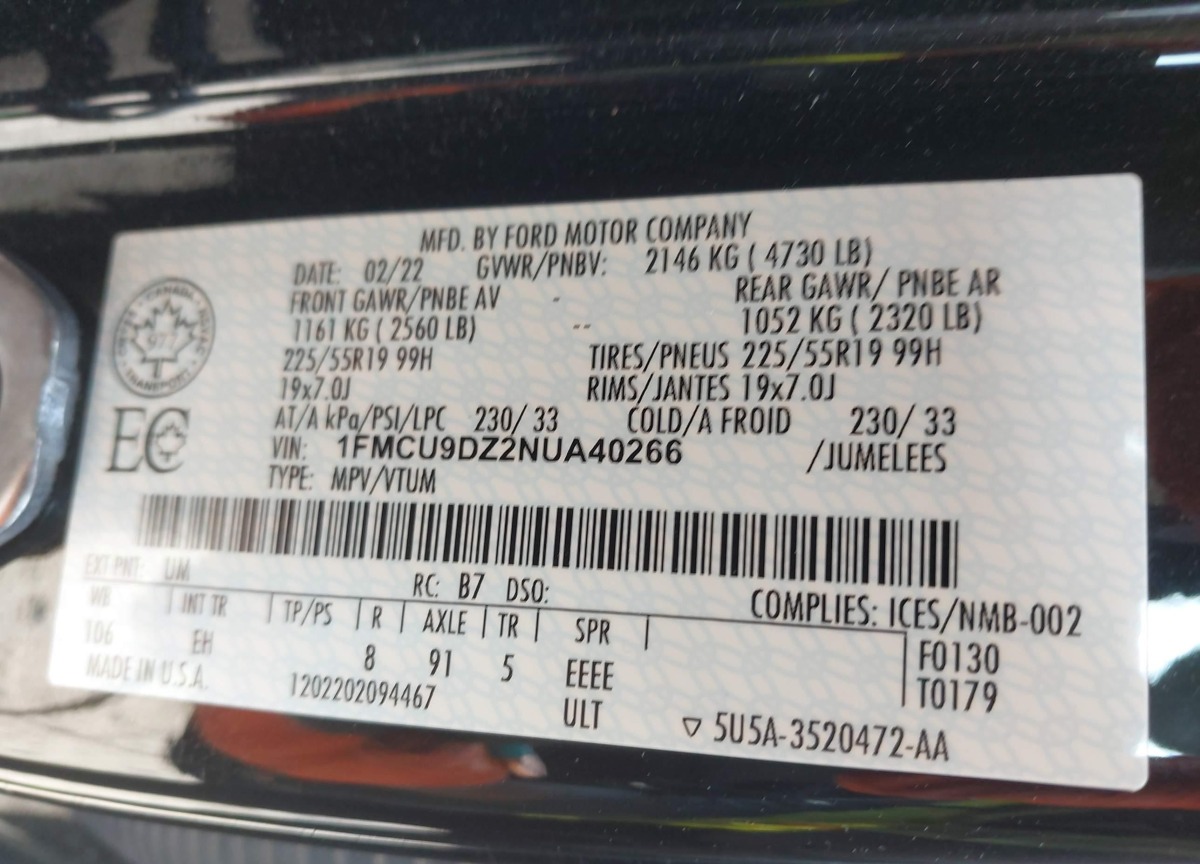 MFD. BY FORD MOTOR COMPANY
DATE: 02/22 GVWR/PNBV: 2146 KG ( 4730 LB)
FRONT GAWR/PNBE AV - REAR GAWR/ PNBE AR
1161 KG ( 2560 LB) -- 1052 KG ( 2320 LB)
225/55R19 99H TIRES/PNEUS 225/55R19 99H
19x7.0J RIMS/JANTES 19x7.0J
AT/A kPa/PSI/LPC 230/ 33 COLD/A FROID 230/ 33
VIN: 1FMCU9DZ2NUA40266 /JUMELEES
TYPE: MPV/VTUM
CANADA
TRANSPORT
EC
EXT PNT: UM RC: B7 DSO:
COMPLIES: ICES/NMB-002
WB | INT TR | TP/PS | R | AXLE | TR | SPR |
106 EH 8 91 5 EEEE
F0130
T0179
MADE IN U.S.A. 1202202094467 ULT
5U5A-3520472-AA